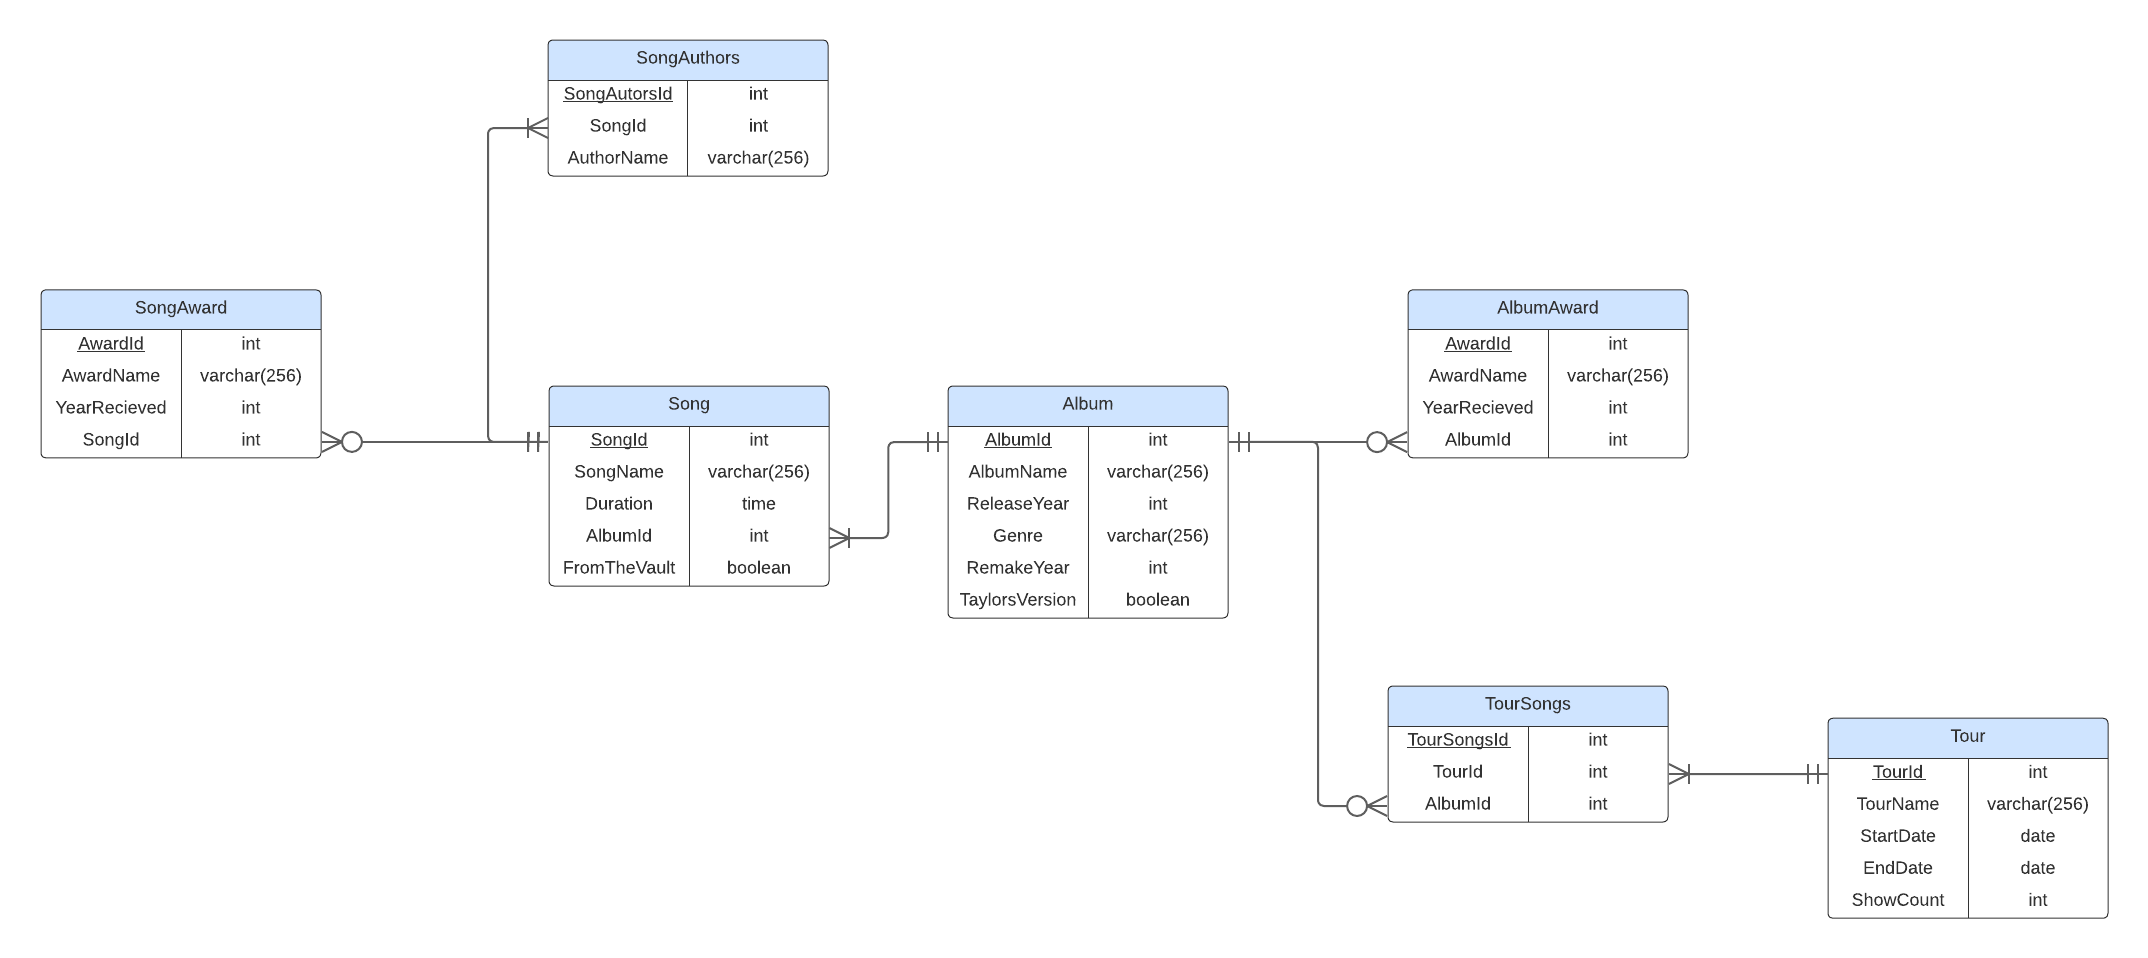 SongAuthors
SongAutorsId int
SongId int
AuthorName varchar(256)
SongAward
AwardId int
AwardName varchar(256)
YearRecieved int
SongId int
Song
SongId int
SongName varchar(256)
Duration time
AlbumId int
FromTheVault boolean
Album
AlbumId int
AlbumName varchar(256)
ReleaseYear int
Genre varchar(256)
RemakeYear int
TaylorsVersion boolean
AlbumAward
AwardId int
AwardName varchar(256)
YearRecieved int
AlbumId int
TourSongs
TourSongsId int
TourId int
AlbumId int
Tour
TourId int
TourName varchar(256)
StartDate date
EndDate date
ShowCount int